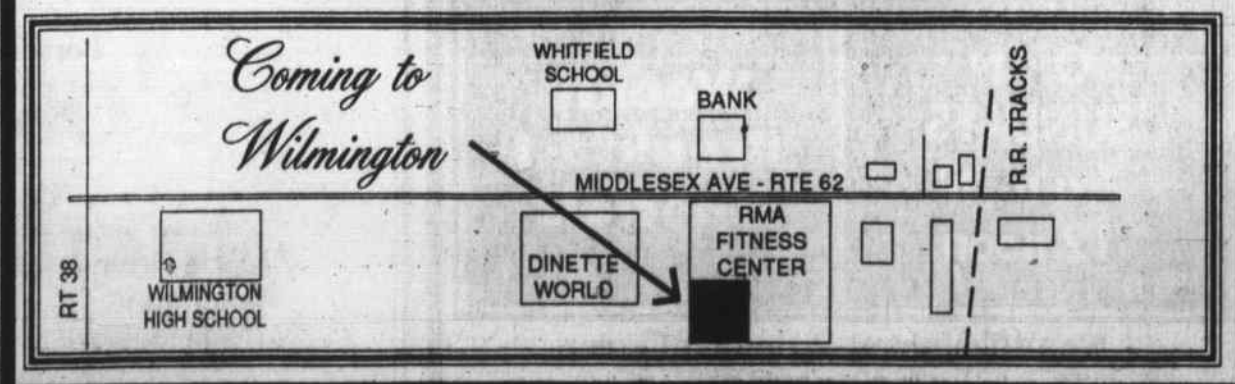 Coming to
Wilmington
WHITFIELD
SCHOOL
BANK
R.R. TRACKS
MIDDLESEX AVE - RTE 62
RT 38
WILMINGTON
HIGH SCHOOL
DINETTE
WORLD
RMA
FITNESS
CENTER